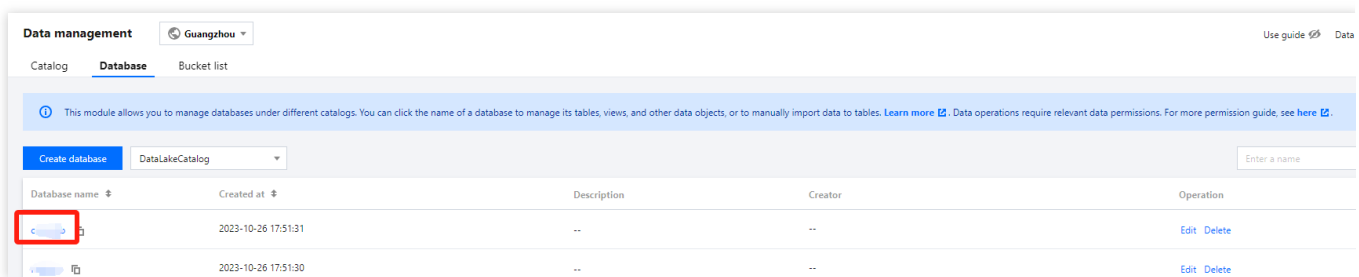 Data management Guangzhou Use guide Data
Catalog Database Bucket list
This module allows you to manage databases under different catalogs. You can click the name of a database to manage its tables, views, and other data objects, or to manually import data to tables. Learn more . Data operations require relevant data permissions. For more permission guide, see here .
Create database DataLakeCatalog Enter a name
Database name Created at Description Creator Operation
2023-10-26 17:51:31 -- -- Edit Delete
2023-10-26 17:51:30 -- -- Edit Delete